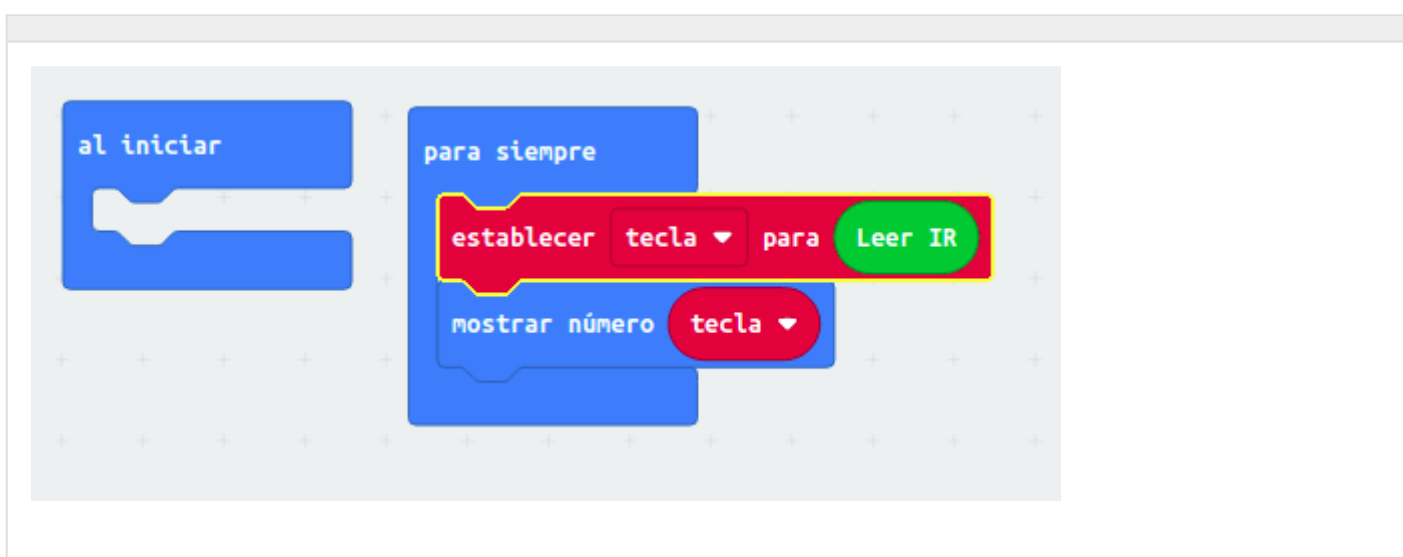 al iniciar
para siempre
establecer tecla para Leer IR
mostrar número tecla